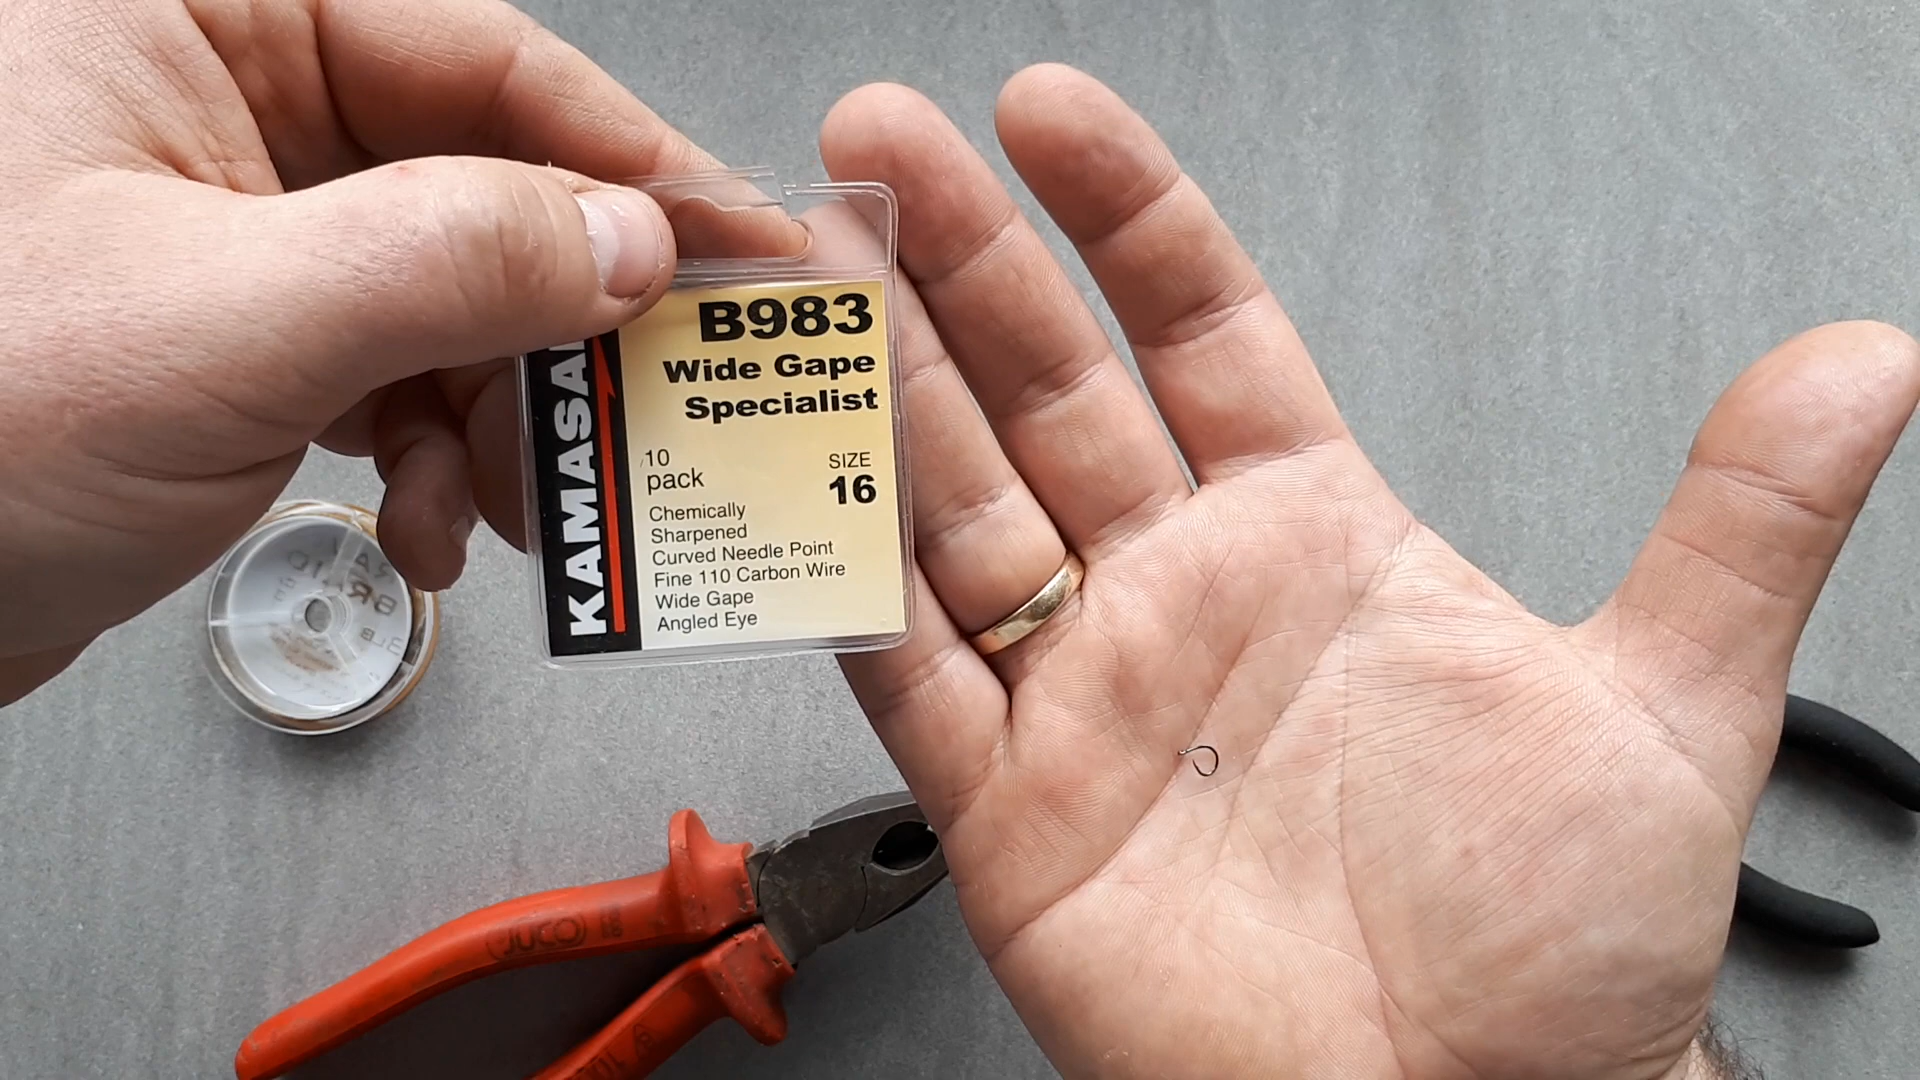 B983
Wide Gape
Specialist
10
pack
SIZE
16
Chemically
Sharpened
Curved Needle Point
Fine 110 Carbon Wire
Wide Gape
Angled Eye
JUCO